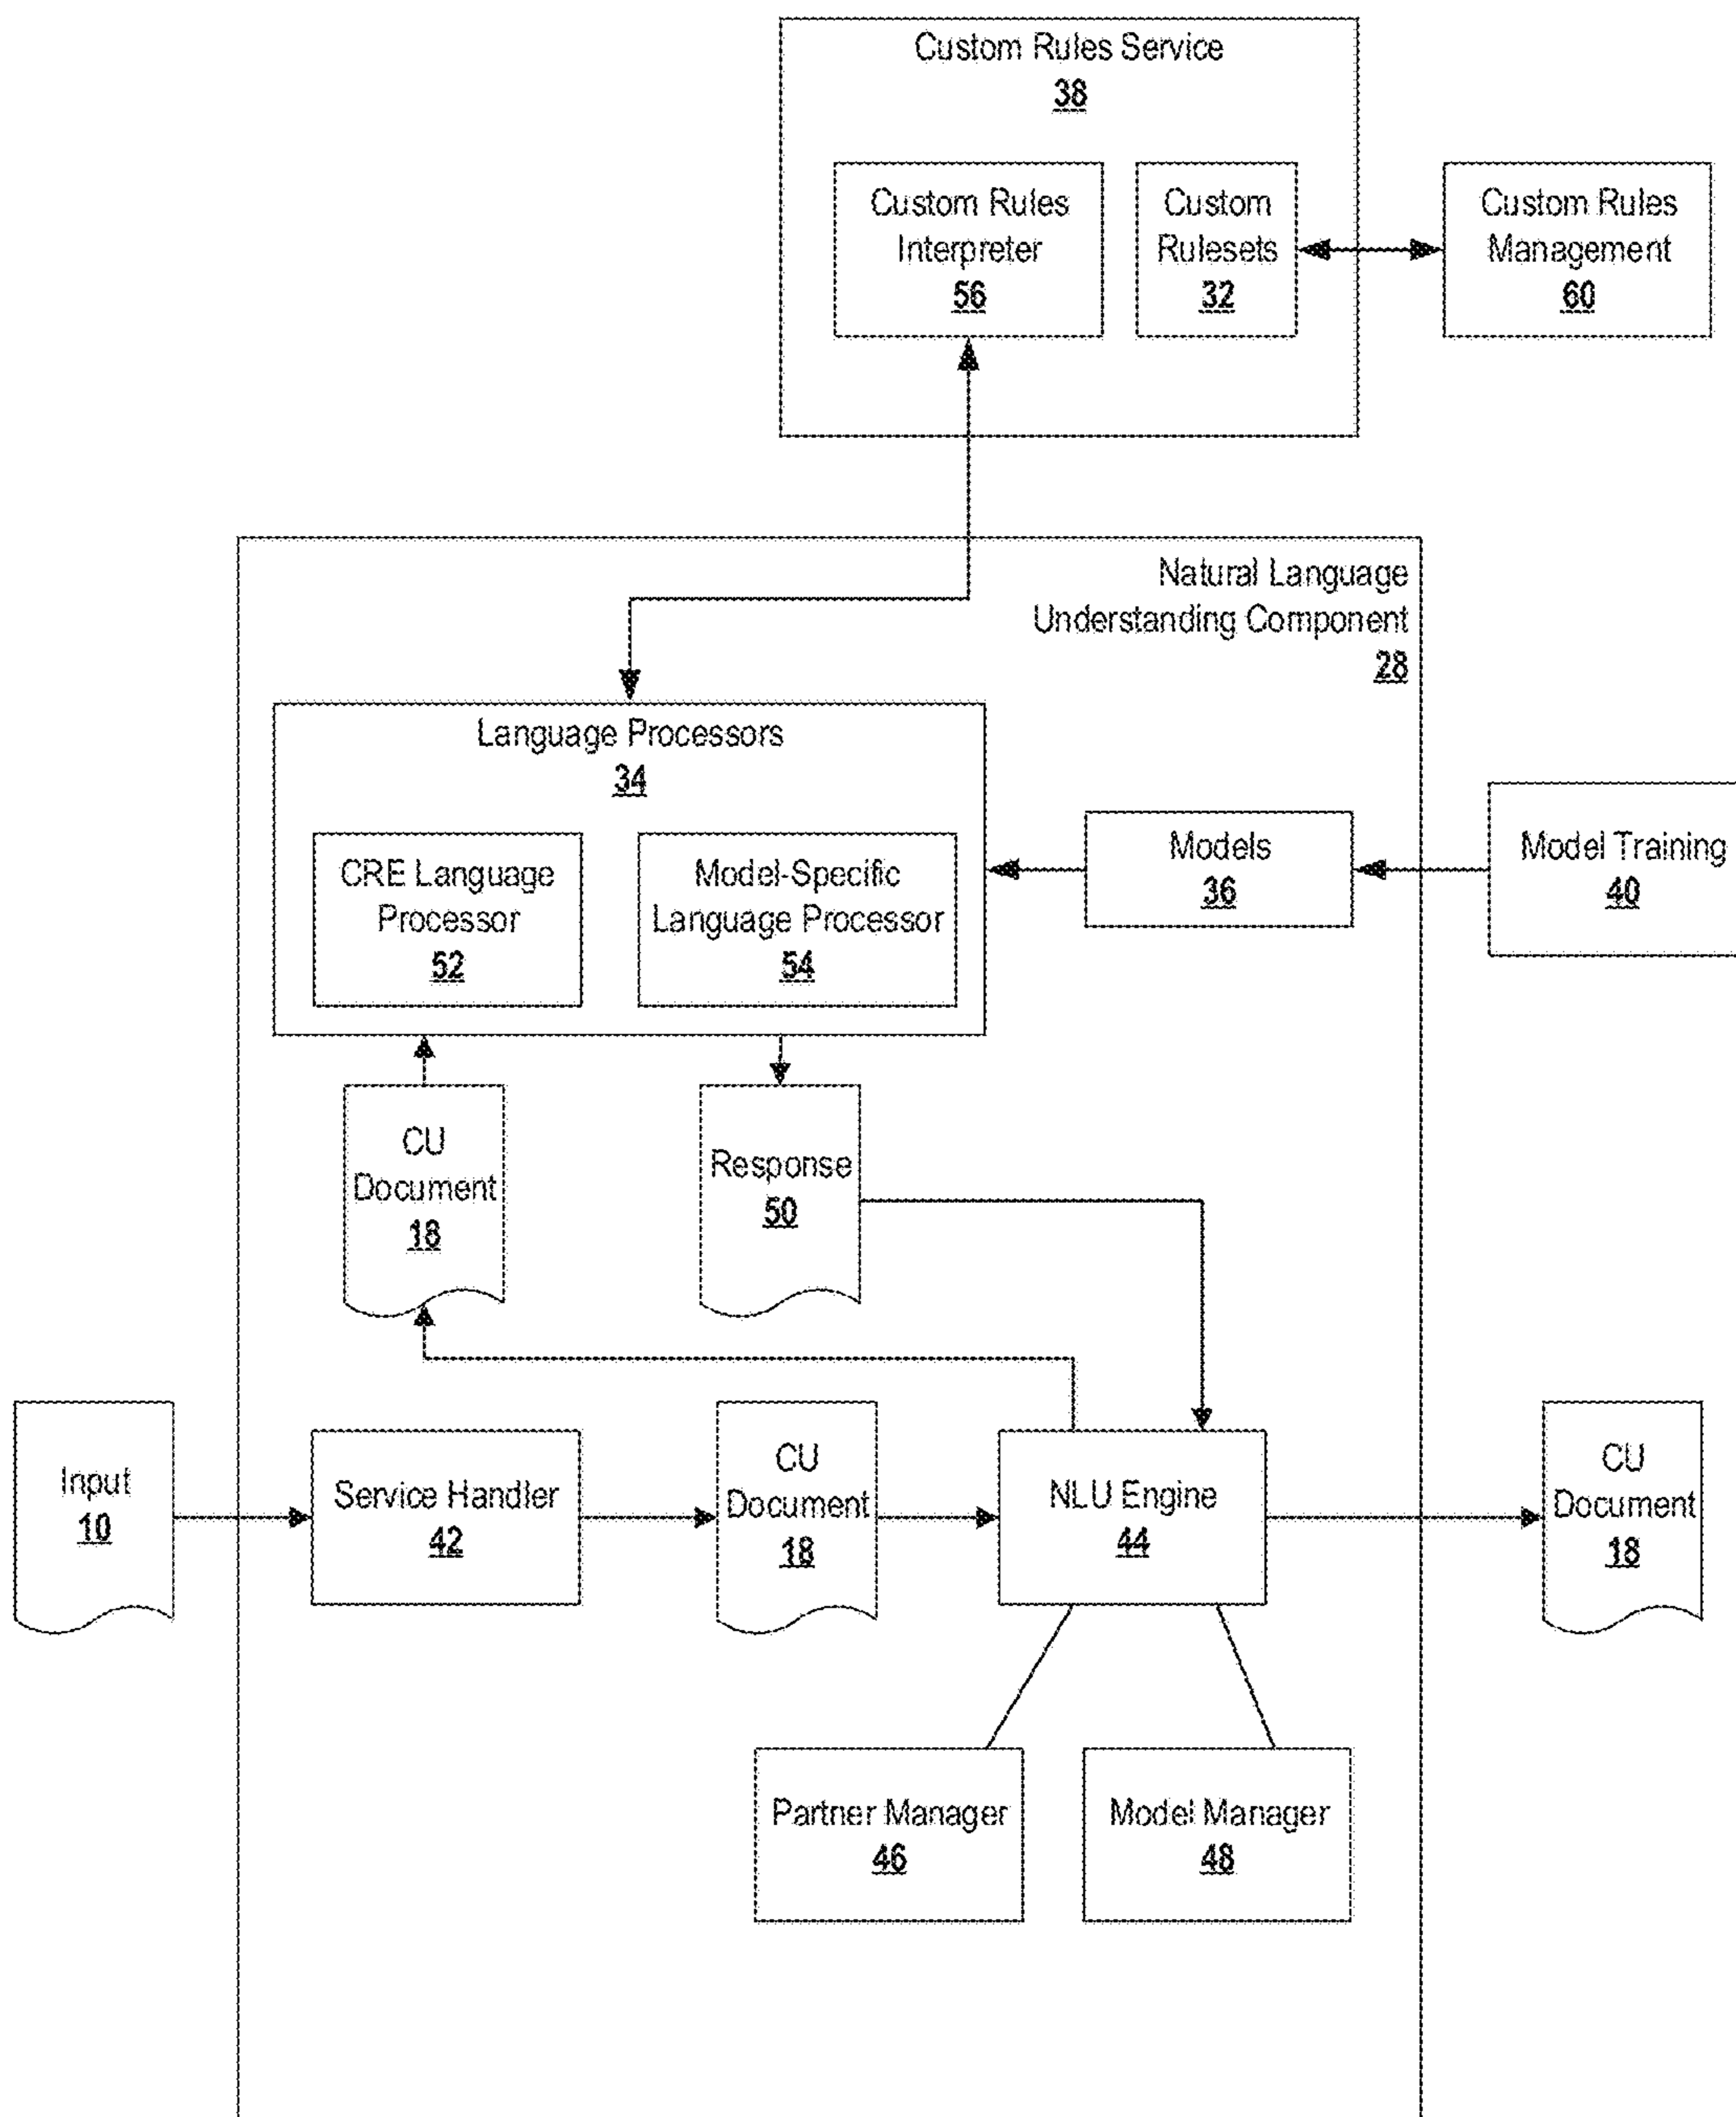 Custom Rules Service
38
Custom Rules
Interpreter
56
Custom
Rulesets
32
Custom Rules
Management
60
Natural Language
Understanding Component
28
Language Processors
34
CRE Language
Processor
52
Model-Specific
Language Processor
54
Models
36
Model Training
40
CU
Document
18
Response
50
Input
10
Service Handler
42
CU
Document
18
NLU Engine
44
CU
Document
18
Partner Manager
46
Model Manager
48